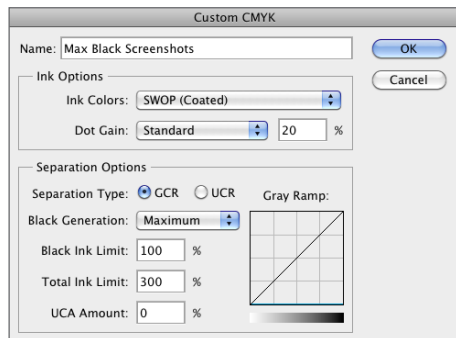 Custom CMYK
Name: Max Black Screenshots
OK
Cancel
Ink Options
Ink Colors: SWOP (Coated)
Dot Gain: Standard 20 %
Separation Options
Separation Type: GCR UCR
Gray Ramp:
Black Generation: Maximum
Black Ink Limit: 100 %
Total Ink Limit: 300 %
UCA Amount: 0 %